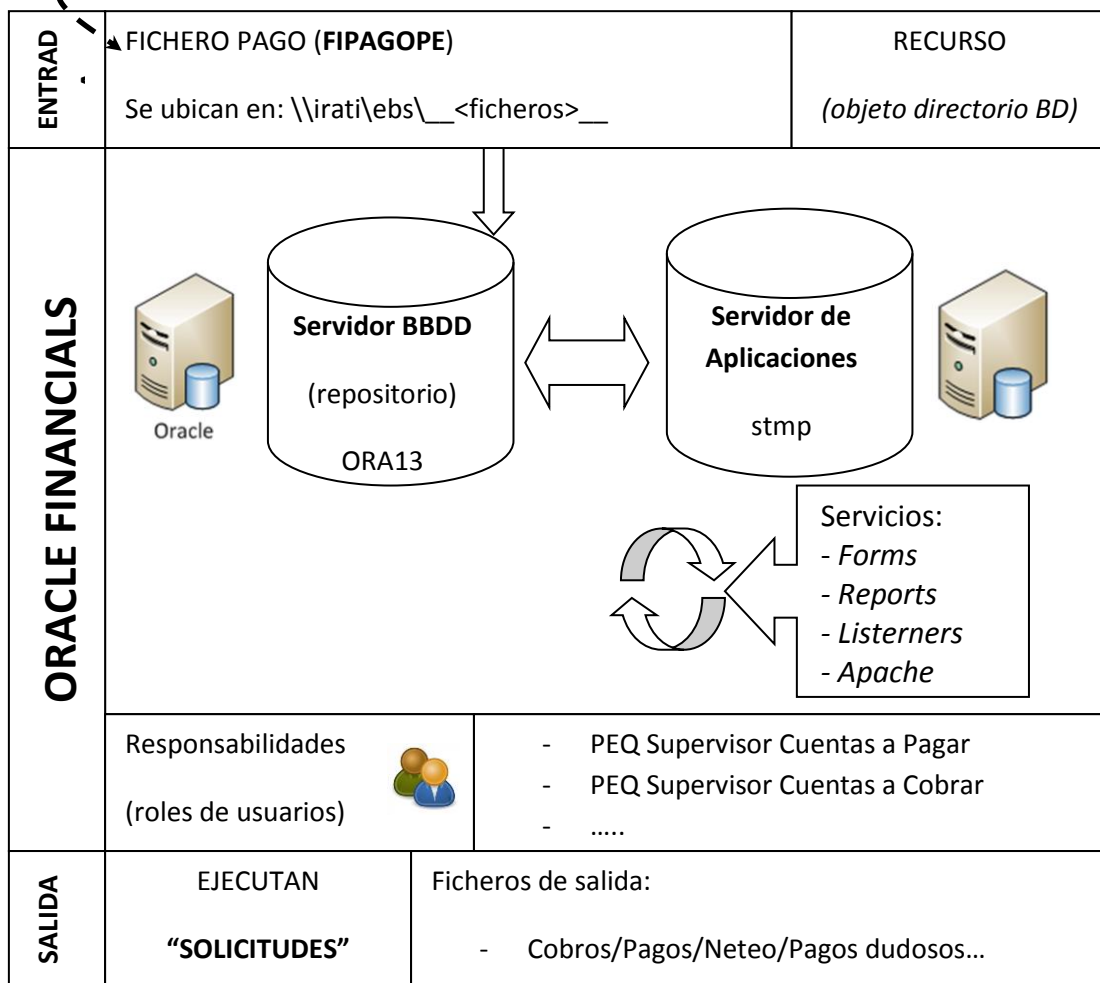 ENTRAD
FICHERO PAGO (FIPAGOPE)
Se ubican en: \\irati\ebs\__<ficheros>__
RECURSO
(objeto directorio BD)
ORACLE FINANCIALS
Oracle
Servidor BBDD
(repositorio)
ORA13
Servidor de
Aplicaciones
stmp
Servicios:
- Forms
- Reports
- Listerners
- Apache
Responsabilidades
(roles de usuarios)
- PEQ Supervisor Cuentas a Pagar
- PEQ Supervisor Cuentas a Cobrar
- …..
SALIDA
EJECUTAN
“SOLICITUDES”
Ficheros de salida:
- Cobros/Pagos/Neteo/Pagos dudosos…